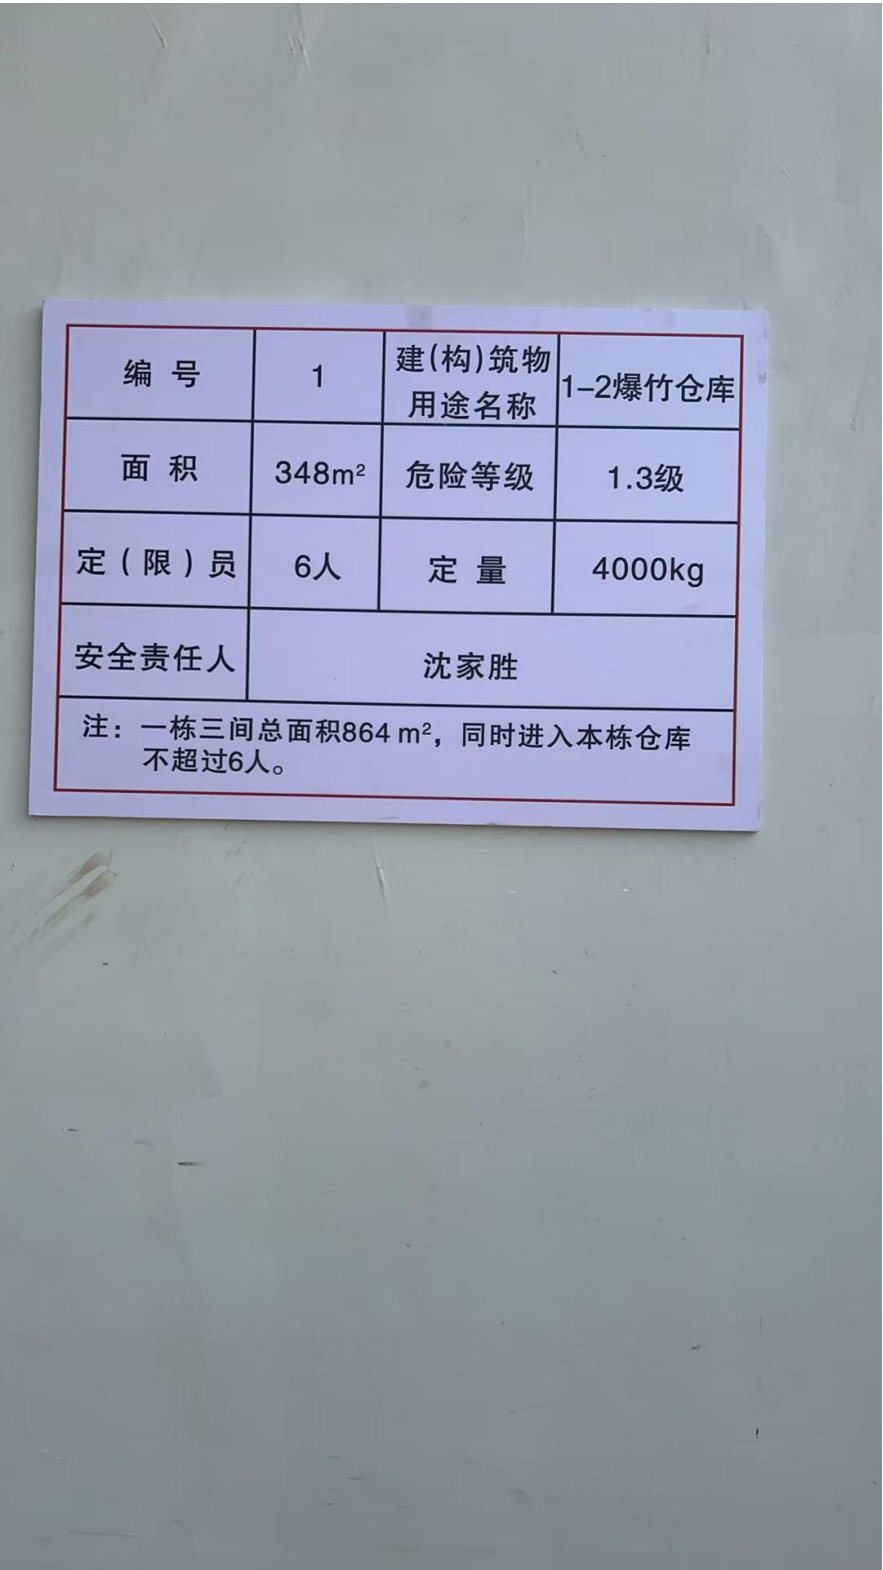 编号 1 建(构)筑物用途名称 1-2爆竹仓库
面积 348m² 危险等级 1.3级
定(限)员 6人 定量 4000kg
安全责任人 沈家胜
注：一栋三间总面积864 m²，同时进入本栋仓库
不超过6人。